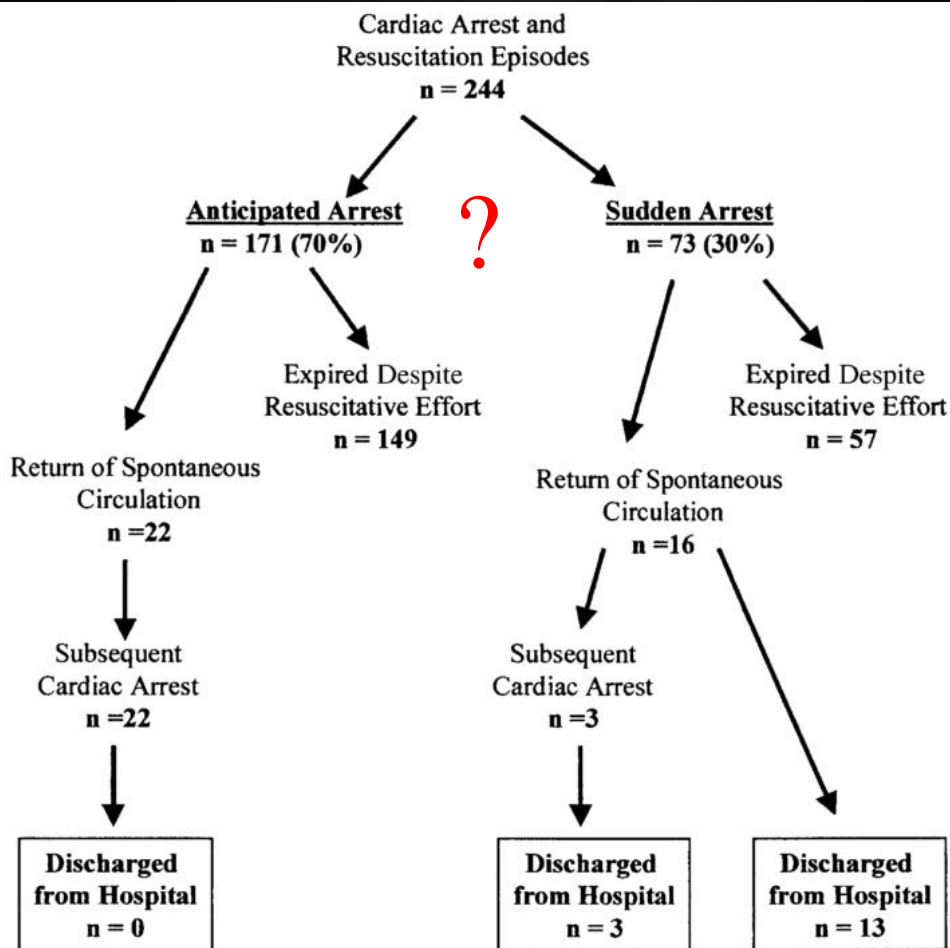 Cardiac Arrest and
Resuscitation Episodes
n = 244
Anticipated Arrest
n = 171 (70%)
?
Sudden Arrest
n = 73 (30%)
Expired Despite
Resuscitative Effort
n = 149
Expired Despite
Resuscitative Effort
n = 57
Return of Spontaneous
Circulation
n =22
Return of Spontaneous
Circulation
n =16
Subsequent
Cardiac Arrest
n =22
Subsequent
Cardiac Arrest
n =3
Discharged
from Hospital
n = 0
Discharged
from Hospital
n = 3
Discharged
from Hospital
n = 13